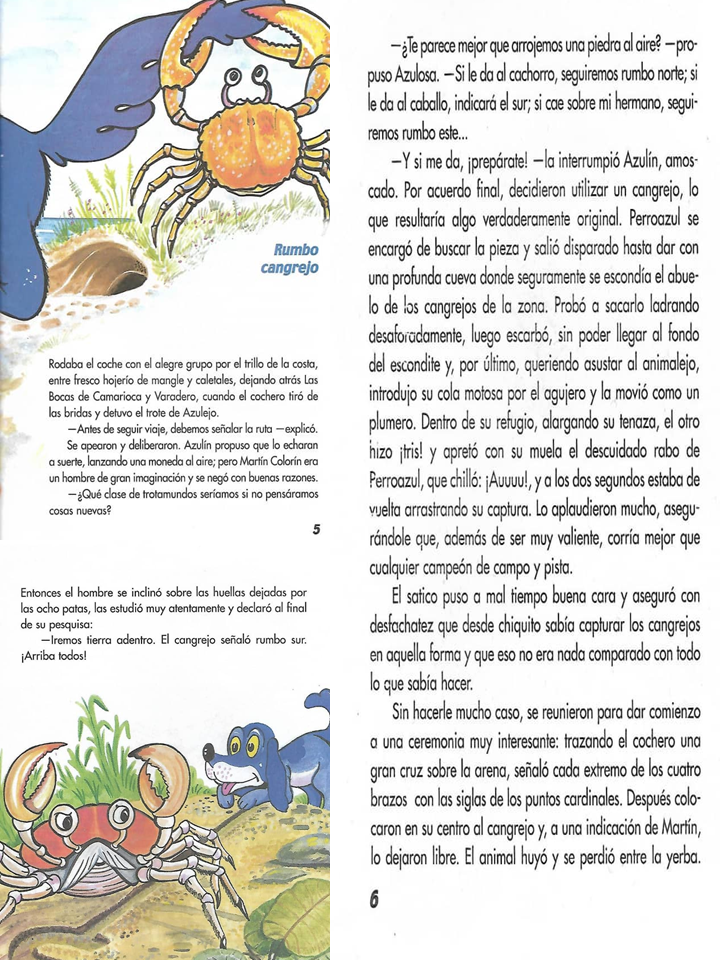 Rumbo
cangrejo
Rodaba el coche con el alegre grupo por el trillo de la costa,
entre fresco hojerío de mangle y caletales, dejando atrás Las
Bocas de Camarioca y Varadero, cuando el cochero tiró de
las bridas y detuvo el trote de Azulejo.
—Antes de seguir viaje, debemos señalar la ruta —explicó.
Se apearon y deliberaron. Azulín propuso que lo echaran
a suerte, lanzando una moneda al aire; pero Martín Colorín era
un hombre de gran imaginación y se negó con buenas razones.
—¿Qué clase de trotamundos seríamos si no pensáramos
cosas nuevas?
5
—¿Te parece mejor que arrojemos una piedra al aire? —pro-
puso Azulosa. —Si le da al cachorro, seguiremos rumbo norte; si
le da al caballo, indicará el sur; si cae sobre mi hermano, segui-
remos rumbo este...
—Y si me da, ¡prepárate! —la interrumpió Azulín, amos-
cado. Por acuerdo final, decidieron utilizar un cangrejo, lo
que resultaría algo verdaderamente original. Perroazul se
encargó de buscar la pieza y salió disparado hasta dar con
una profunda cueva donde seguramente se escondía el abue-
lo de los cangrejos de la zona. Probó a sacarlo ladrando
desaforadamente, luego escarbó, sin poder llegar al fondo
del escondite y, por último, queriendo asustar al animalejo,
introdujo su cola motosa por el agujero y la movió como un
plumero. Dentro de su refugio, alargando su tenaza, el otro
hizo ¡tris! y apretó con su muela el descuidado rabo de
Perroazul, que chilló: ¡Auuuu!, y a los dos segundos estaba de
vuelta arrastrando su captura. Lo aplaudieron mucho, asegu-
rándole que, además de ser muy valiente, corría mejor que
cualquier campeón de campo y pista.
El satico puso a mal tiempo buena cara y aseguró con
desfachatez que desde chiquito sabía capturar los cangrejos
en aquella forma y que eso no era nada comparado con todo
lo que sabía hacer.
Sin hacerle mucho caso, se reunieron para dar comienzo
a una ceremonia muy interesante: trazando el cochero una
gran cruz sobre la arena, señaló cada extremo de los cuatro
brazos con las siglas de los puntos cardinales. Después colo-
caron en su centro al cangrejo y, a una indicación de Martín,
lo dejaron libre. El animal huyó y se perdió entre la yerba.
6
Entonces el hombre se inclinó sobre las huellas dejadas por
las ocho patas, las estudió muy atentamente y declaró al final
de su pesquisa:
—Iremos tierra adentro. El cangrejo señaló rumbo sur.
¡Arriba todos!